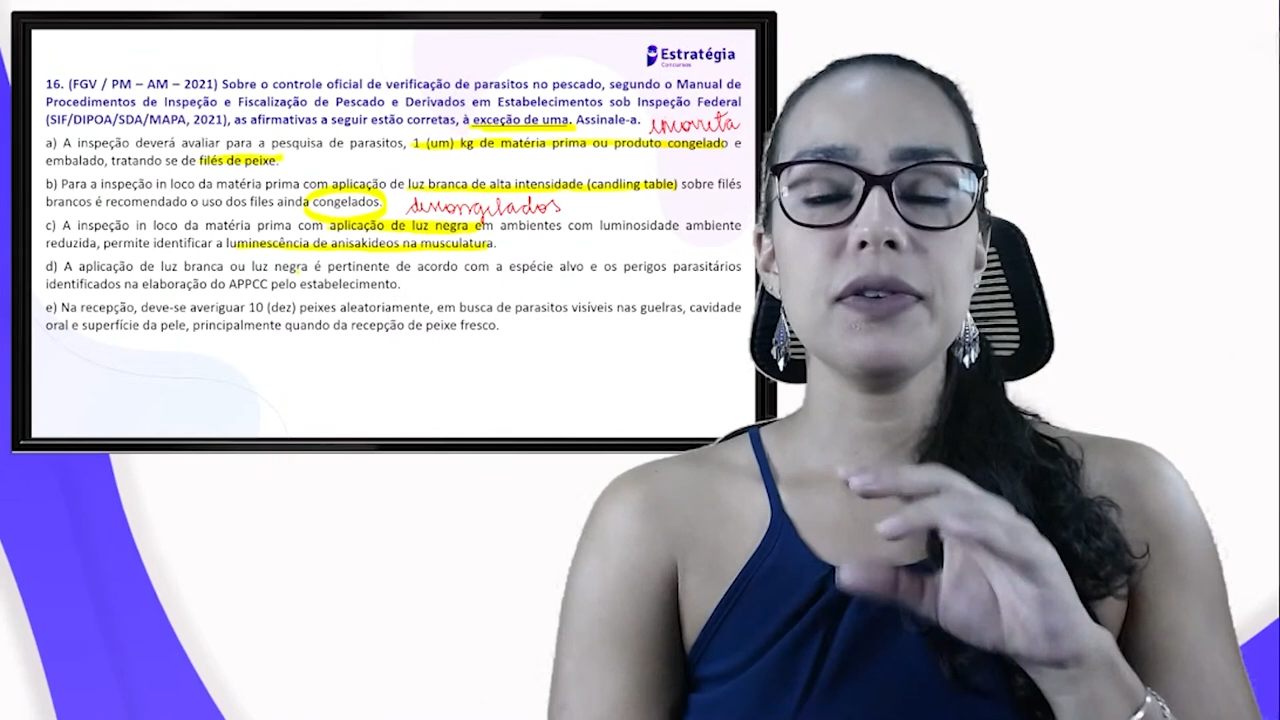 Estratégia
Concursos
16. (FGV / PM – AM – 2021) Sobre o controle oficial de verificação de parasitos no pescado, segundo o Manual de
Procedimentos de Inspeção e Fiscalização de Pescado e Derivados em Estabelecimentos sob Inspeção Federal
(SIF/DIPOA/SDA/MAPA, 2021), as afirmativas a seguir estão corretas, à exceção de uma. Assinale-a. incorreta
a) A inspeção deverá avaliar para a pesquisa de parasitos, 1 (um) kg de matéria prima ou produto congelado e
embalado, tratando se de filés de peixe.
b) Para a inspeção in loco da matéria prima com aplicação de luz branca de alta intensidade (candling table) sobre filés
brancos é recomendado o uso dos files ainda congelados. descongelados
c) A inspeção in loco da matéria prima com aplicação de luz negra em ambientes com luminosidade ambiente
reduzida, permite identificar a luminescência de anisakideos na musculatura.
d) A aplicação de luz branca ou luz negra é pertinente de acordo com a espécie alvo e os perigos parasitários
identificados na elaboração do APPCC pelo estabelecimento.
e) Na recepção, deve-se averiguar 10 (dez) peixes aleatoriamente, em busca de parasitos visíveis nas guelras, cavidade
oral e superfície da pele, principalmente quando da recepção de peixe fresco.